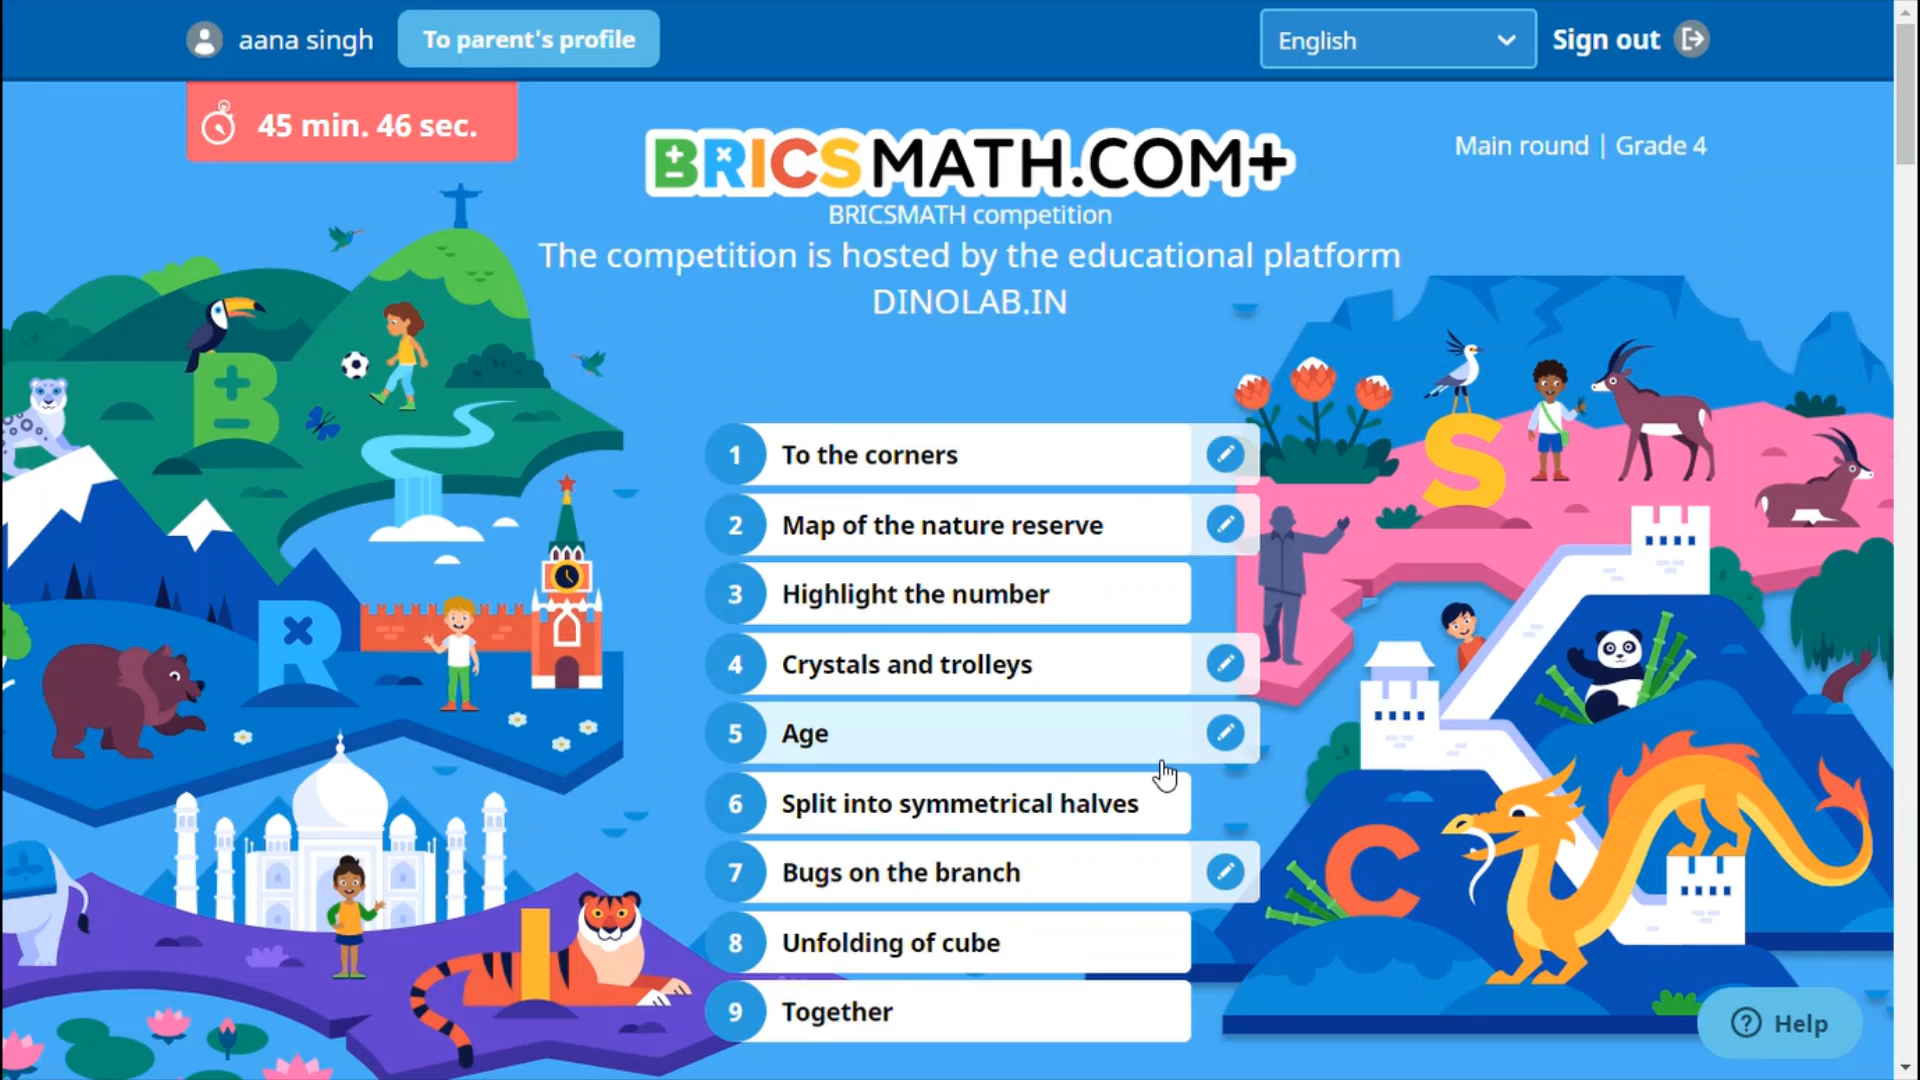 aana singh
To parent's profile
English
Sign out
45 min. 46 sec.
BRICSMATH.COM+
Main round | Grade 4
BRICSMATH competition
The competition is hosted by the educational platform
DINOLAB.IN
B
S
R
I
C
1 To the corners
2 Map of the nature reserve
3 Highlight the number
4 Crystals and trolleys
5 Age
6 Split into symmetrical halves
7 Bugs on the branch
8 Unfolding of cube
9 Together
Help